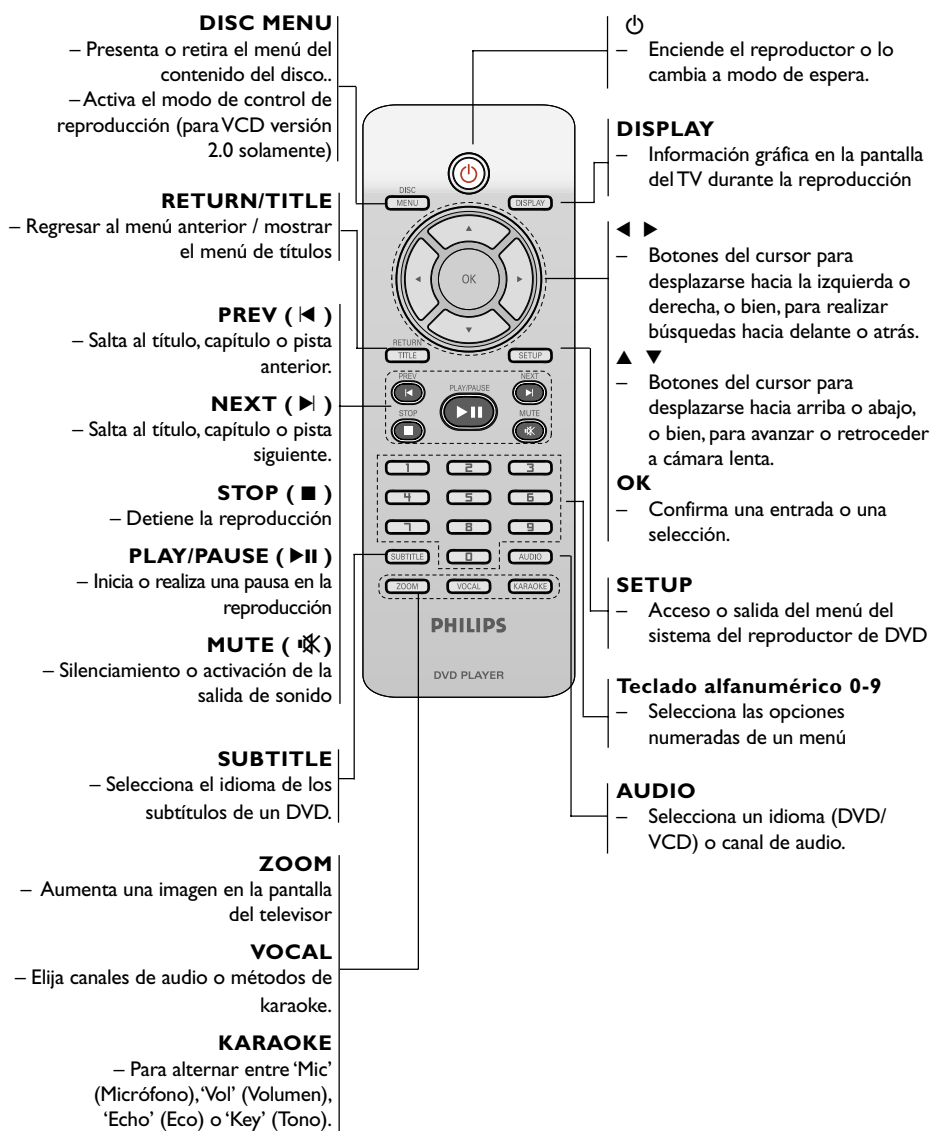 DISC MENU
– Presenta o retira el menú del
contenido del disco..
– Activa el modo de control de
reproducción (para VCD versión
2.0 solamente)
RETURN/TITLE
– Regresar al menú anterior / mostrar
el menú de títulos
PREV ( |◀ )
– Salta al título, capítulo o pista
anterior.
NEXT ( ▶| )
– Salta al título, capítulo o pista
siguiente.
STOP ( ■ )
– Detiene la reproducción
PLAY/PAUSE ( ▶II )
– Inicia o realiza una pausa en la
reproducción
MUTE ( 🔇 )
– Silenciamiento o activación de la
salida de sonido
SUBTITLE
– Selecciona el idioma de los
subtítulos de un DVD.
ZOOM
– Aumenta una imagen en la pantalla
del televisor
VOCAL
– Elija canales de audio o métodos de
karaoke.
KARAOKE
– Para alternar entre ‘Mic’
(Micrófono), ‘Vol’ (Volumen),
‘Echo’ (Eco) o ‘Key’ (Tono).
DISC
MENU
DISPLAY
OK
RETURN
TITLE
SETUP
PREV
PLAY/PAUSE
NEXT
STOP
MUTE
1 2 3
4 5 6
7 8 9
SUBTITLE 0 AUDIO
ZOOM VOCAL KARAOKE
PHILIPS
DVD PLAYER
⏻
– Enciende el reproductor o lo
cambia a modo de espera.
DISPLAY
– Información gráfica en la pantalla
del TV durante la reproducción
◀ ▶
– Botones del cursor para
desplazarse hacia la izquierda o
derecha, o bien, para realizar
búsquedas hacia delante o atrás.
▲ ▼
– Botones del cursor para
desplazarse hacia arriba o abajo,
o bien, para avanzar o retroceder
a cámara lenta.
OK
– Confirma una entrada o una
selección.
SETUP
– Acceso o salida del menú del
sistema del reproductor de DVD
Teclado alfanumérico 0-9
– Selecciona las opciones
numeradas de un menú
AUDIO
– Selecciona un idioma (DVD/
VCD) o canal de audio.